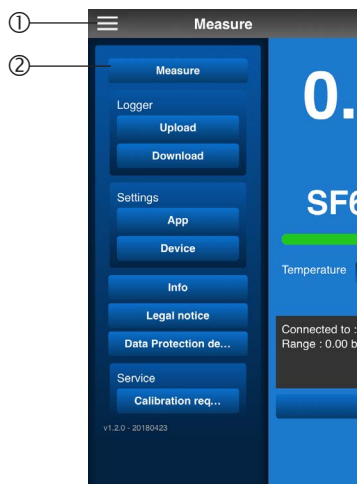 ①
Measure
②
Measure
Logger
Upload
Download
Settings
App
Device
Info
Legal notice
Data Protection de...
Service
Calibration req...
v1.2.0 - 20180423
0.
SF6
Temperature
Connected to :
Range : 0.00 b